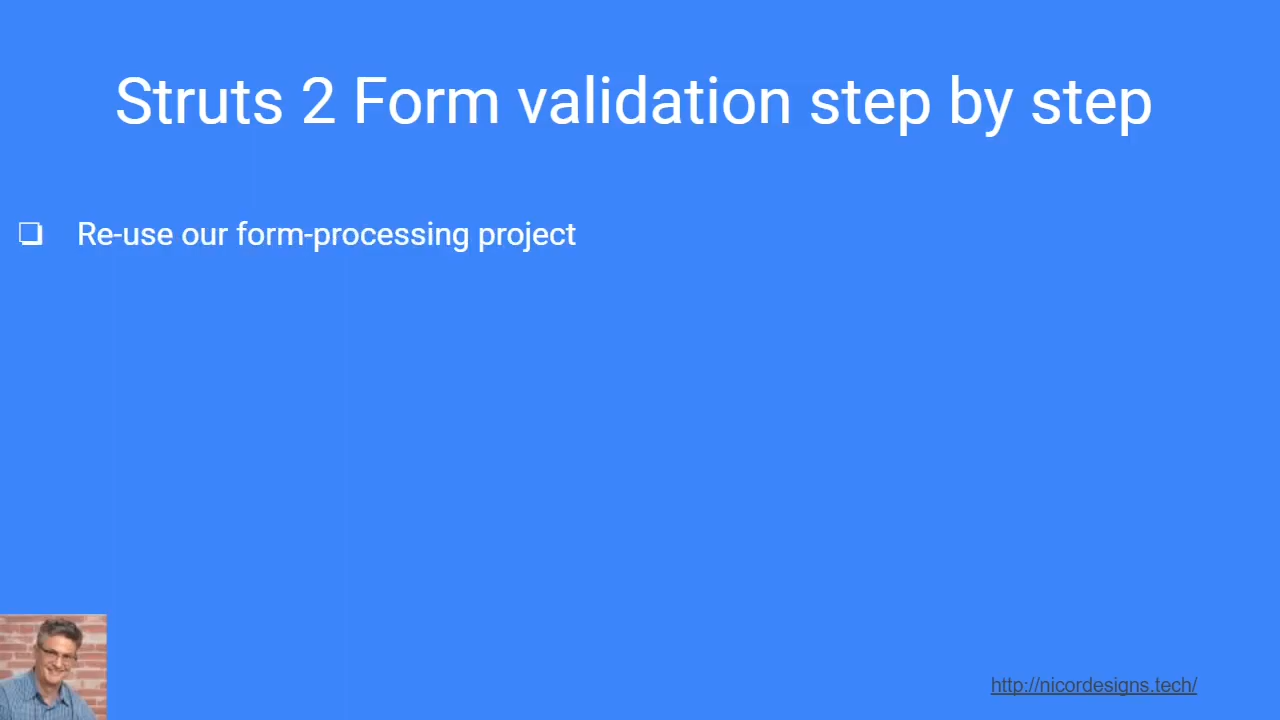 Struts 2 Form validation step by step
❏ Re-use our form-processing project
http://nicordesigns.tech/